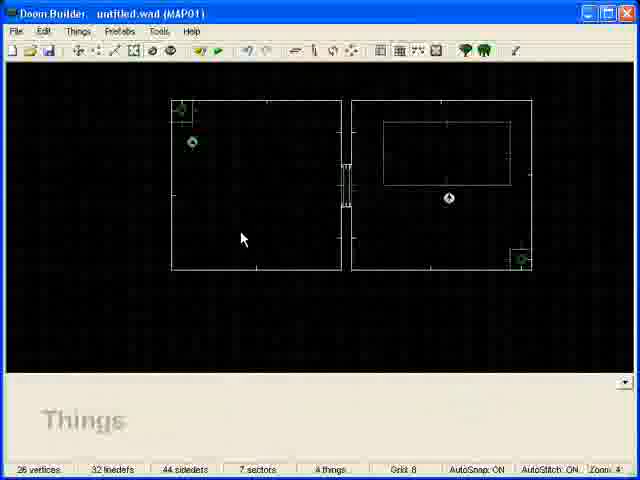 Doom Builder - untitled.wad (MAP01)
File Edit Things Prefabs Tools Help
Things
26 vertices 32 linedefs 44 sidedefs 7 sectors 4 things Grid: 8 AutoSnap: ON AutoStitch: ON Zoom: 4